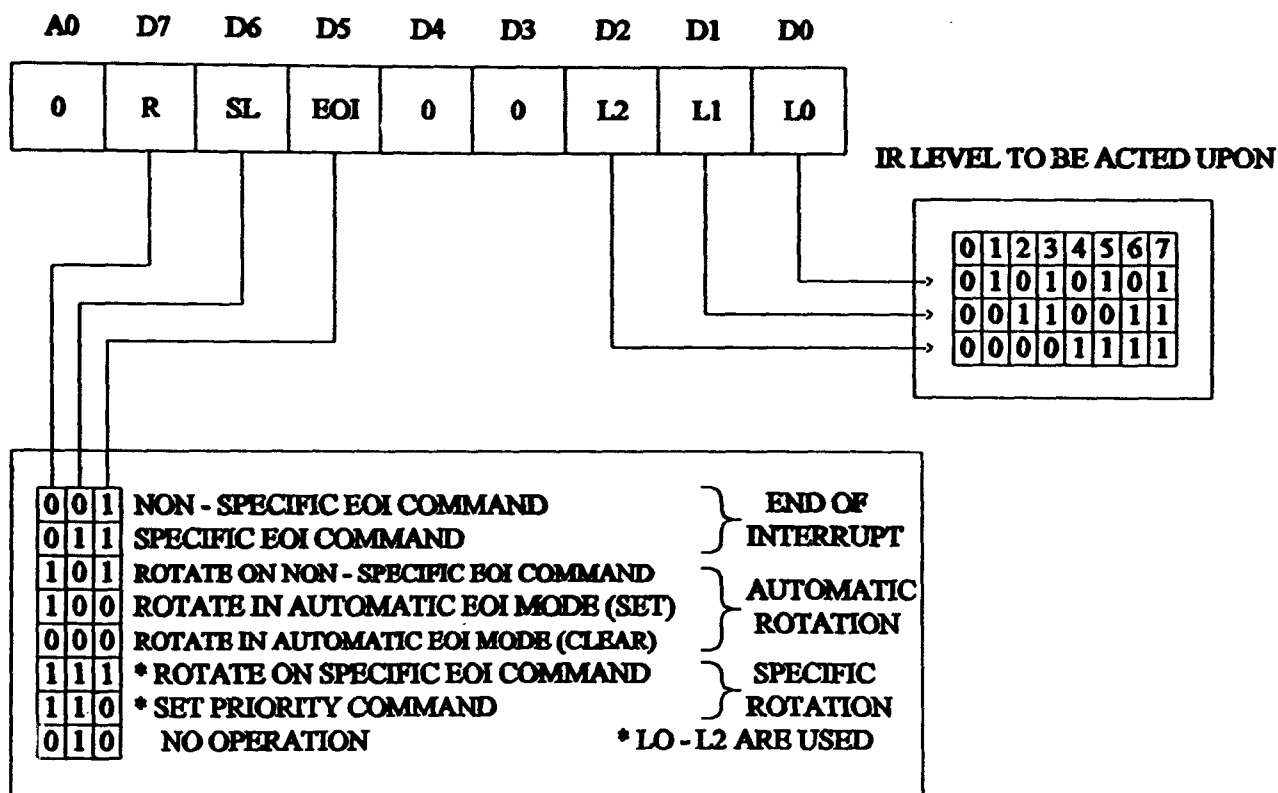 A0 D7 D6 D5 D4 D3 D2 D1 D0
0 R SL EOI 0 0 L2 L1 L0
IR LEVEL TO BE ACTED UPON
0 1 2 3 4 5 6 7
0 1 0 1 0 1 0 1
0 0 1 1 0 0 1 1
0 0 0 0 1 1 1 1
0 0 1 NON - SPECIFIC EOI COMMAND
0 1 1 SPECIFIC EOI COMMAND
END OF
INTERRUPT
1 0 1 ROTATE ON NON - SPECIFIC EOI COMMAND
1 0 0 ROTATE IN AUTOMATIC EOI MODE (SET)
0 0 0 ROTATE IN AUTOMATIC EOI MODE (CLEAR)
AUTOMATIC
ROTATION
1 1 1 * ROTATE ON SPECIFIC EOI COMMAND
1 1 0 * SET PRIORITY COMMAND
SPECIFIC
ROTATION
0 1 0 NO OPERATION * LO - L2 ARE USED